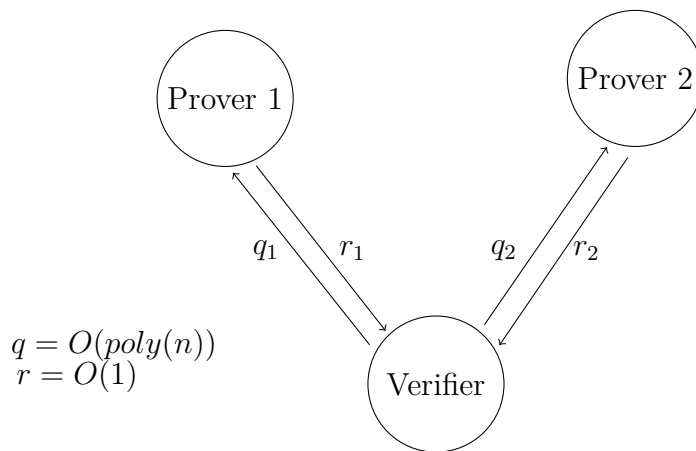 Prover 1
Prover 2
q₁
r₁
q₂
r₂
q = O(poly(n))
r = O(1)
Verifier